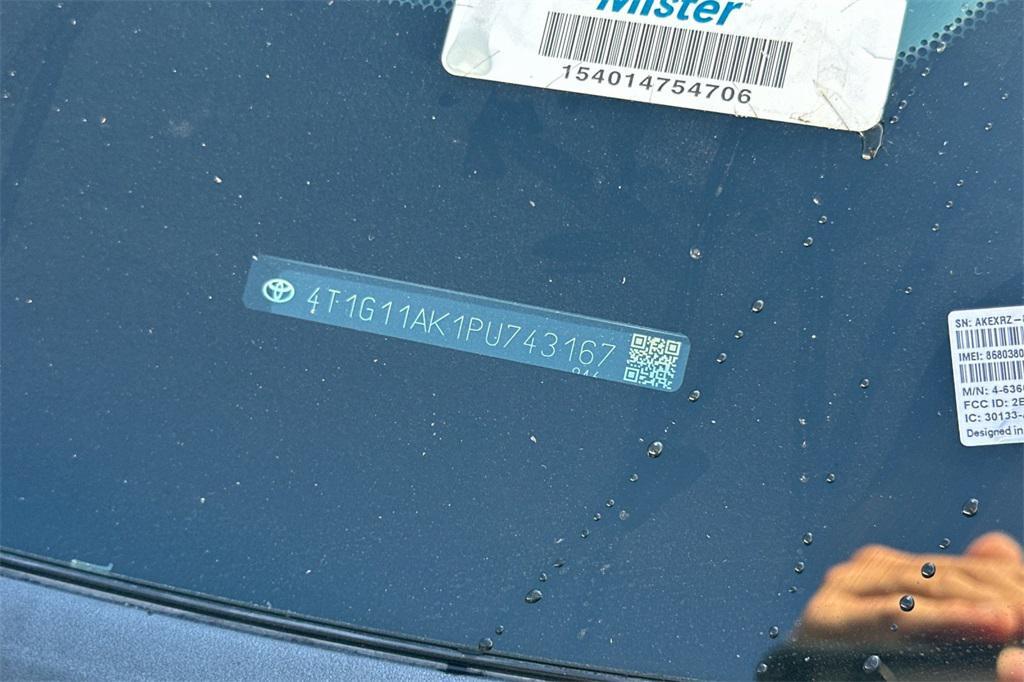 Mister
154014754706
4T1G11AK1PU743167
SN: AKEXRZ-
IMEI: 8680380
M/N: 4-636
FCC ID: 2E
IC: 30133-
Designed in